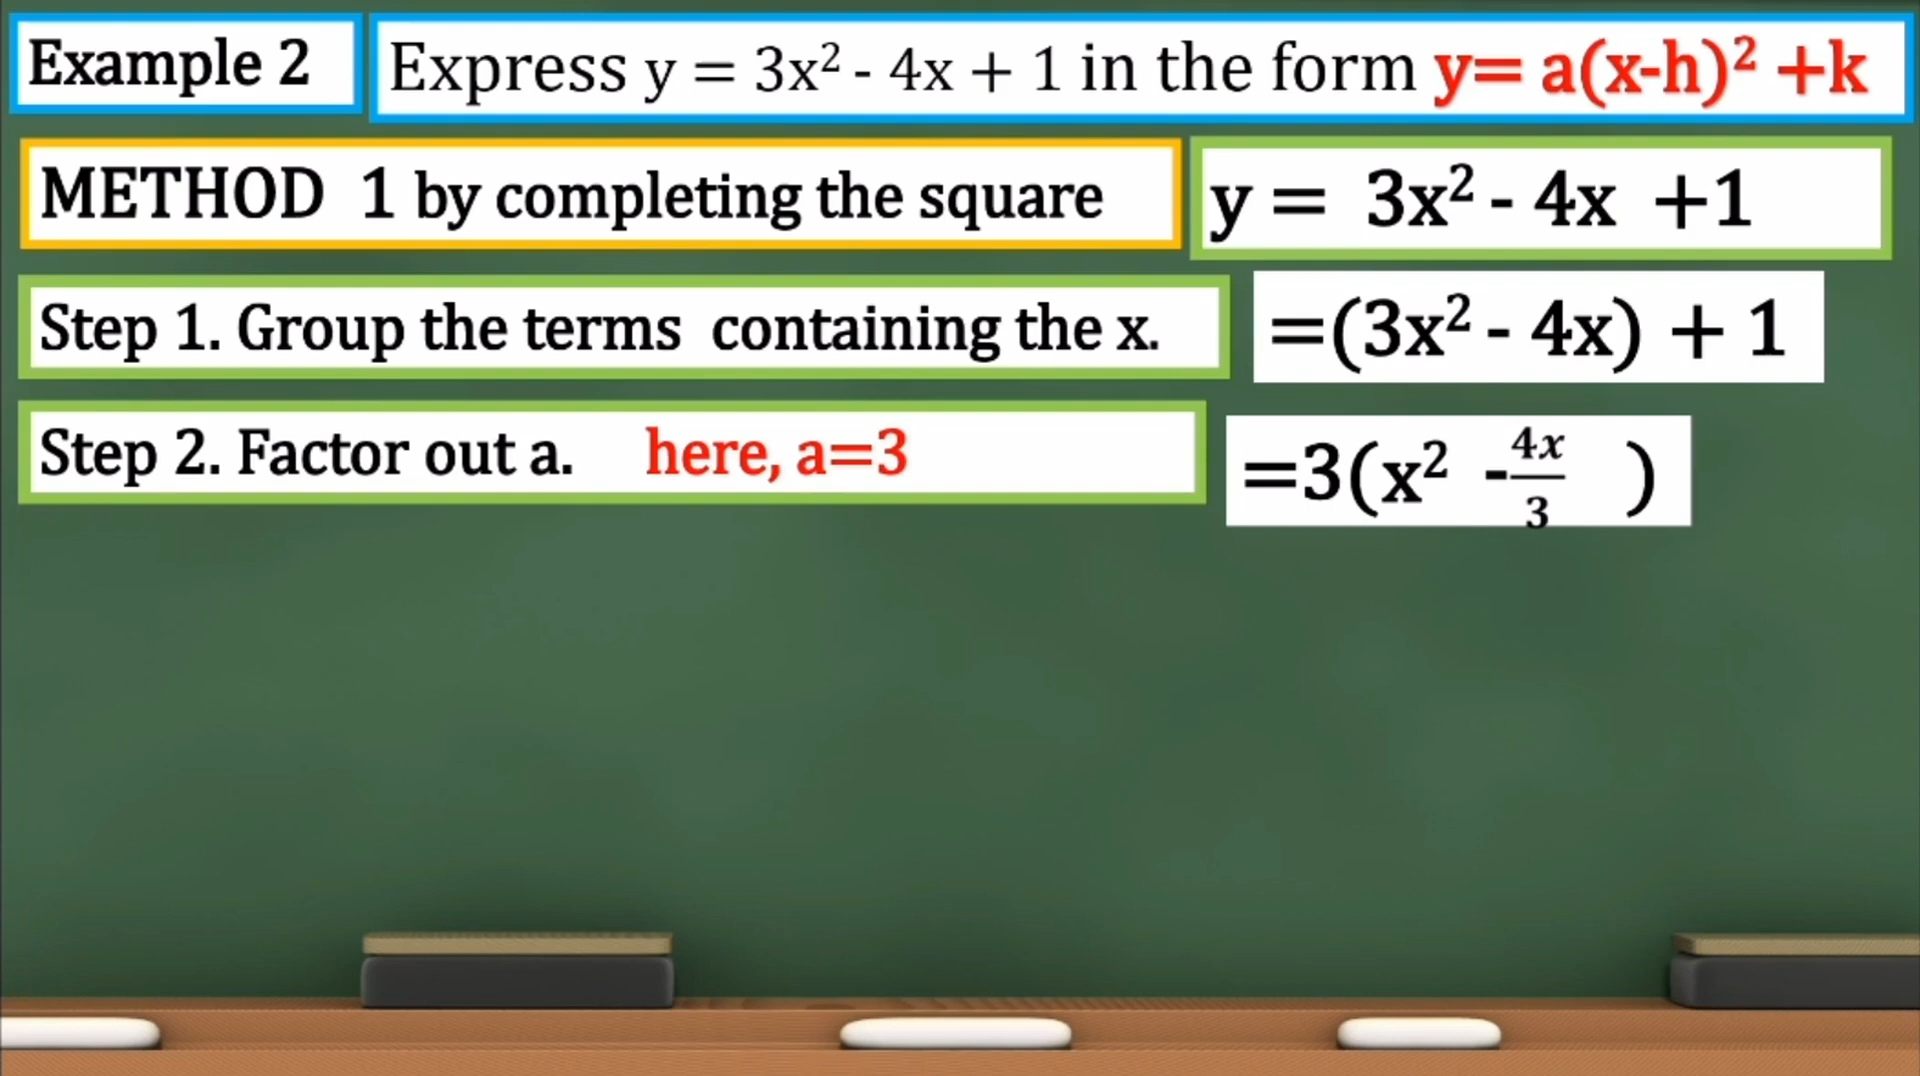 Example 2
Express y = 3x² - 4x + 1 in the form y= a(x-h)² +k
METHOD 1 by completing the square
y = 3x² - 4x +1
Step 1. Group the terms containing the x.
=(3x² - 4x) + 1
Step 2. Factor out a. here, a=3
=3(x² -4x/3 )